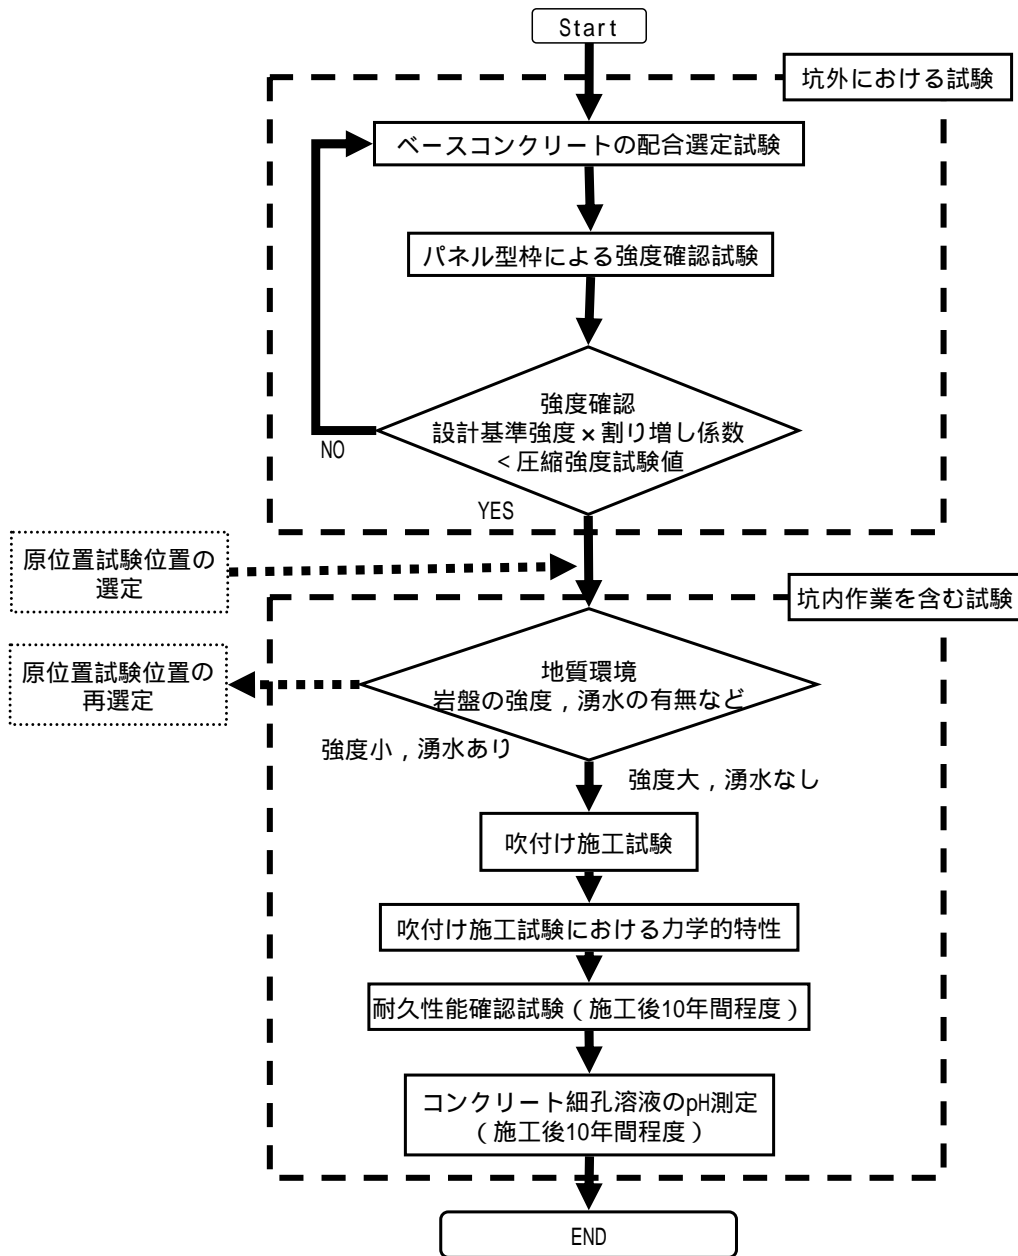 Start
坑外における試験
ベースコンクリートの配合選定試験
パネル型枠による強度確認試験
強度確認
設計基準強度×割り増し係数
<圧縮強度試験値
NO
YES
原位置試験位置の
選定
坑内作業を含む試験
原位置試験位置の
再選定
地質環境
岩盤の強度,湧水の有無など
強度小,湧水あり
強度大,湧水なし
吹付け施工試験
吹付け施工試験における力学的特性
耐久性能確認試験(施工後10年間程度)
コンクリート細孔溶液のpH測定
(施工後10年間程度)
END